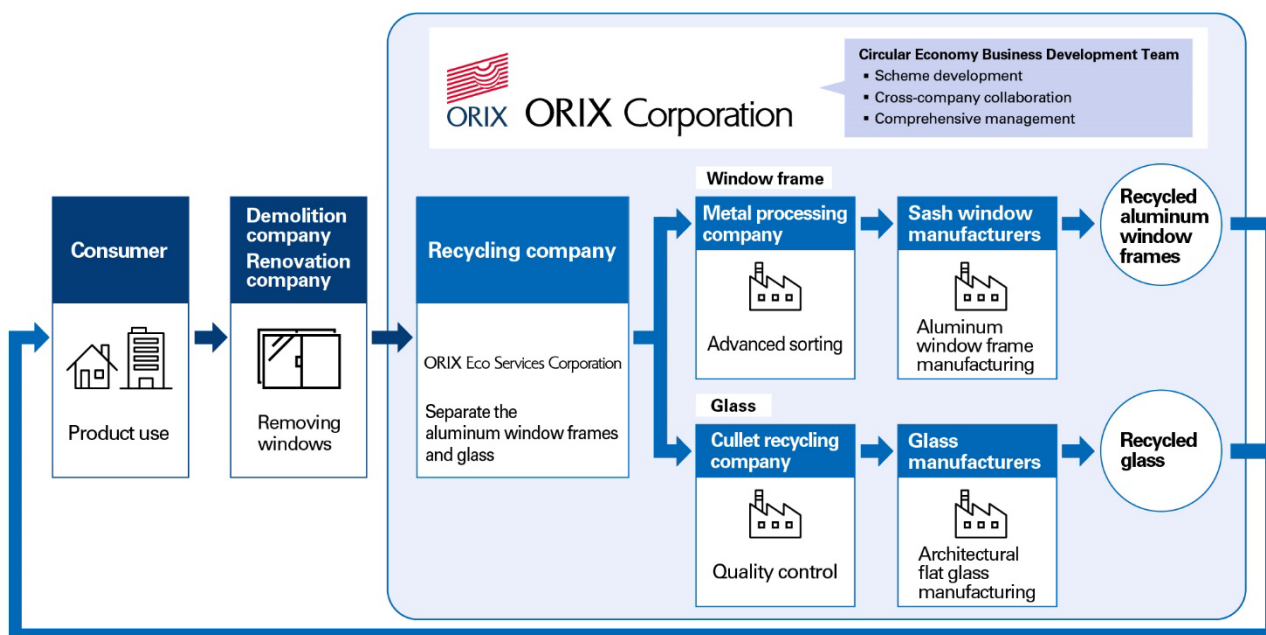 ORIX
ORIX Corporation
Circular Economy Business Development Team
▪ Scheme development
▪ Cross-company collaboration
▪ Comprehensive management
Consumer
Product use
Demolition
company
Renovation
company
Removing
windows
Recycling company
ORIX Eco Services Corporation
Separate the
aluminum window frames
and glass
Window frame
Metal processing
company
Advanced sorting
Sash window
manufacturers
Aluminum
window frame
manufacturing
Recycled
aluminum
window
frames
Glass
Cullet recycling
company
Quality control
Glass
manufacturers
Architectural
flat glass
manufacturing
Recycled
glass